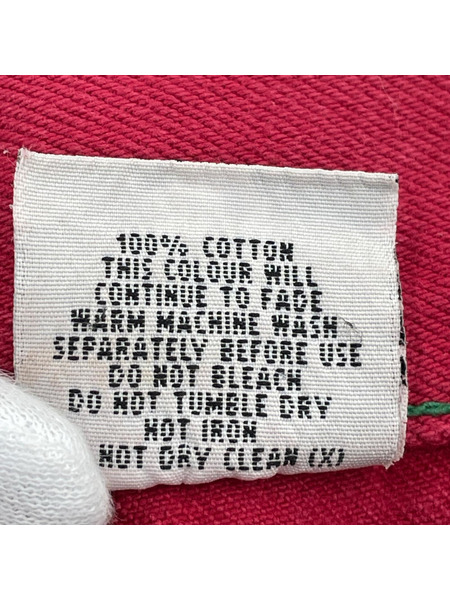 100% COTTON
THIS COLOUR WILL
CONTINUE TO FADE
WARM MACHINE WASH
SEPARATELY BEFORE USE
DO NOT BLEACH
DO NOT TUMBLE DRY
HOT IRON
NOT DRY CLEAN (X)